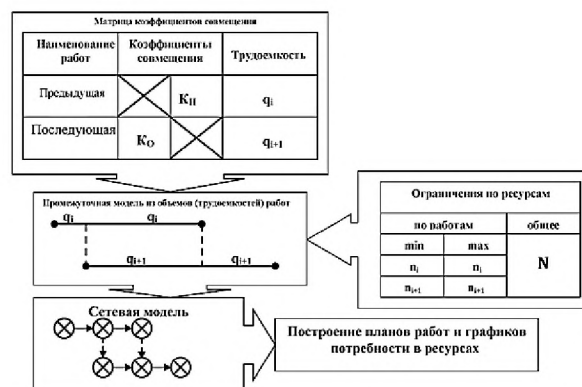 Матрица коэффициентов совмещения
Наименование работ
Коэффициенты совмещения
Трудоемкость
Предыдущая
Kп
qi
Последующая
Kо
qi+1
Промежуточная модель из объемов (трудоемкостей) работ
qi qi
qi+1 qi+1
Ограничения по ресурсам
по работам общее
min max
ni ni
N
ni+1 ni+1
Сетевая модель
Построение планов работ и графиков
потребности в ресурсах